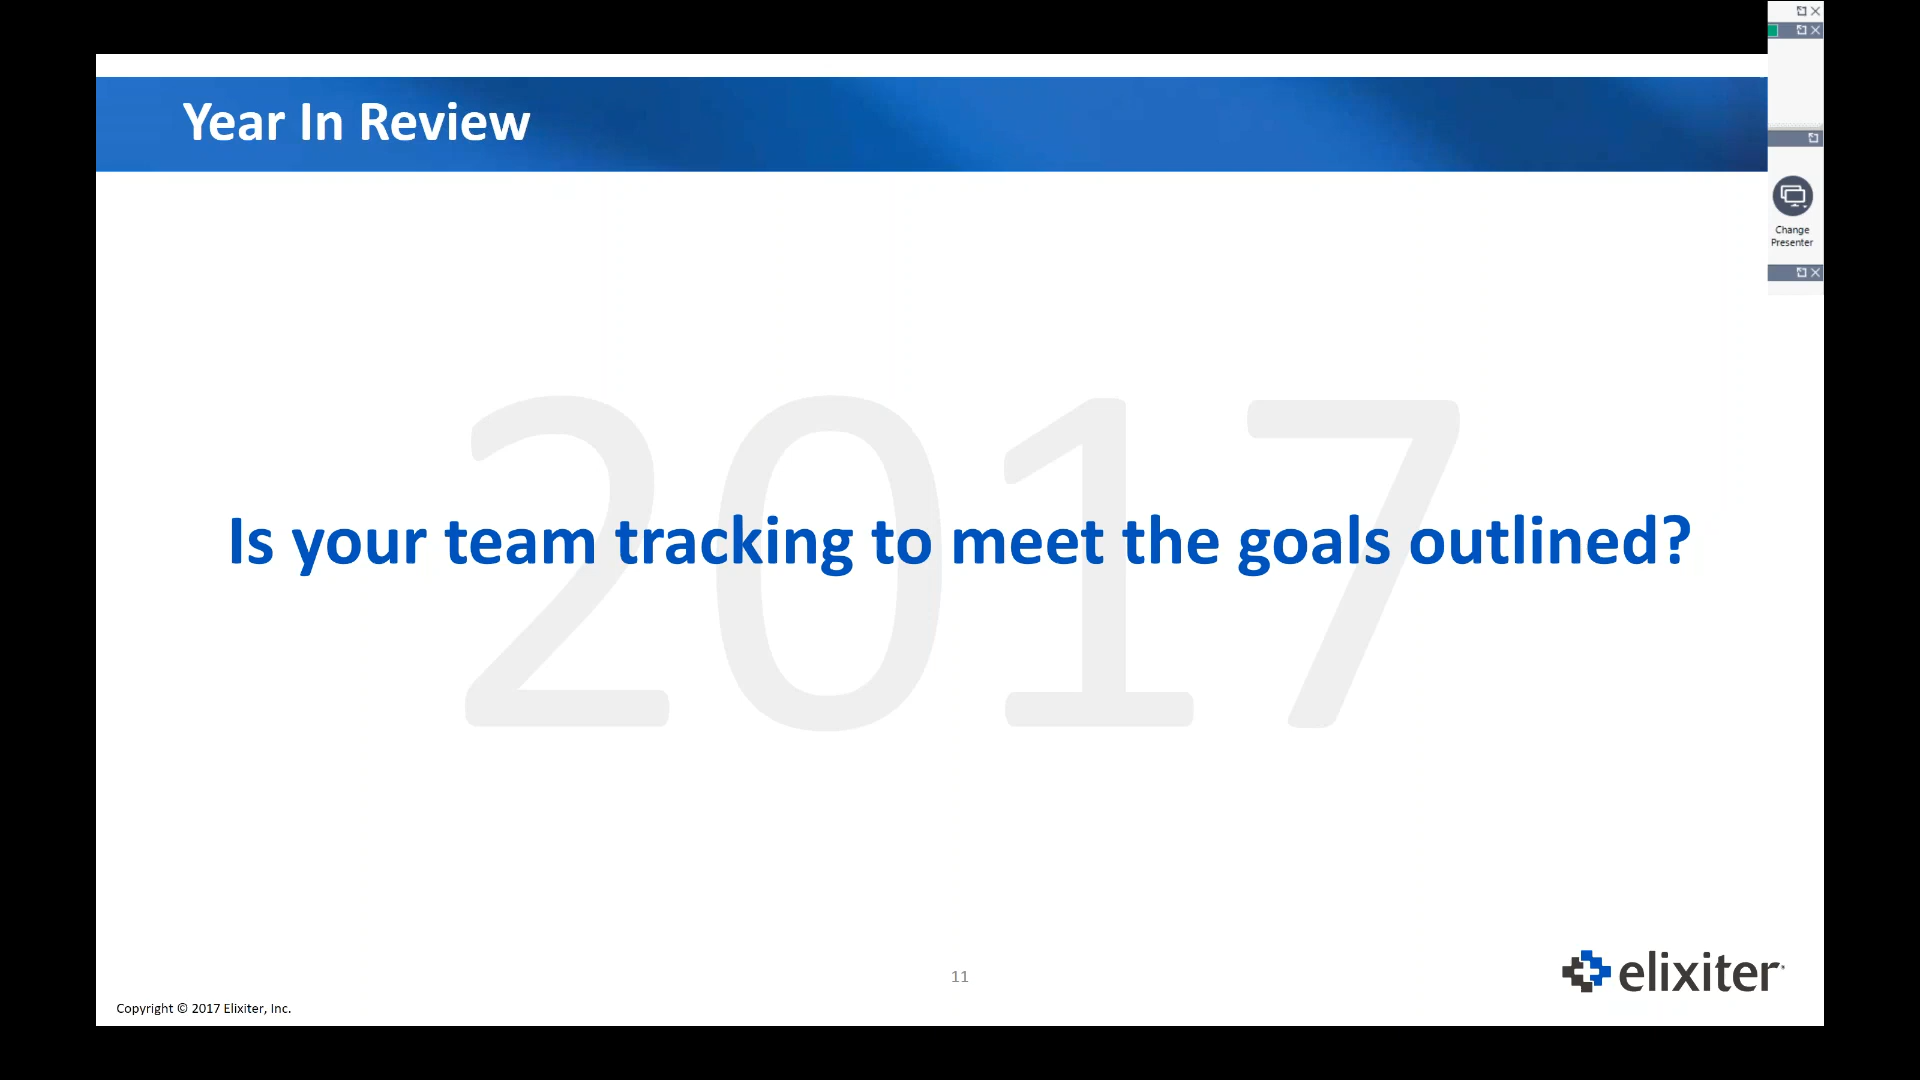 Year In Review
Change
Presenter
2017
Is your team tracking to meet the goals outlined?
elixiter
11
Copyright © 2017 Elixiter, Inc.